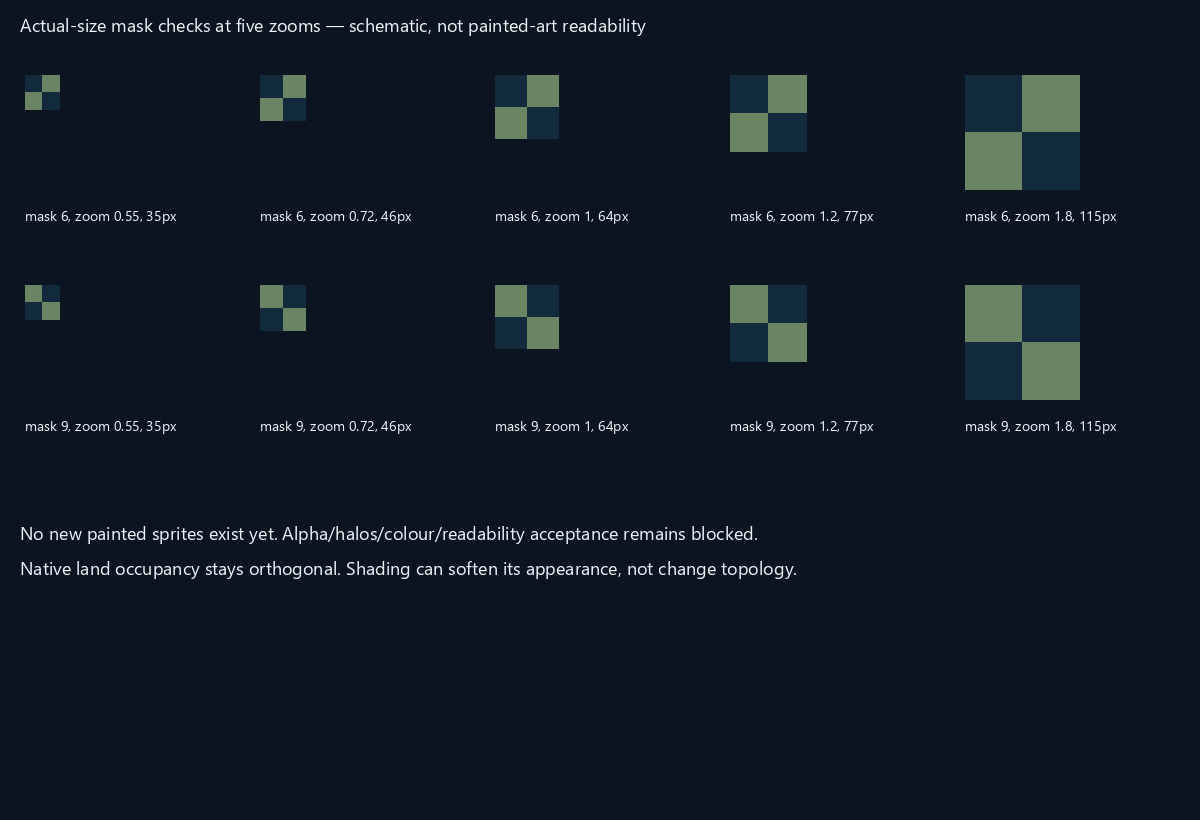 Actual-size mask checks at five zooms — schematic, not painted-art readability
mask 6, zoom 0.55, 35px
mask 6, zoom 0.72, 46px
mask 6, zoom 1, 64px
mask 6, zoom 1.2, 77px
mask 6, zoom 1.8, 115px
mask 9, zoom 0.55, 35px
mask 9, zoom 0.72, 46px
mask 9, zoom 1, 64px
mask 9, zoom 1.2, 77px
mask 9, zoom 1.8, 115px
No new painted sprites exist yet. Alpha/halos/colour/readability acceptance remains blocked.
Native land occupancy stays orthogonal. Shading can soften its appearance, not change topology.